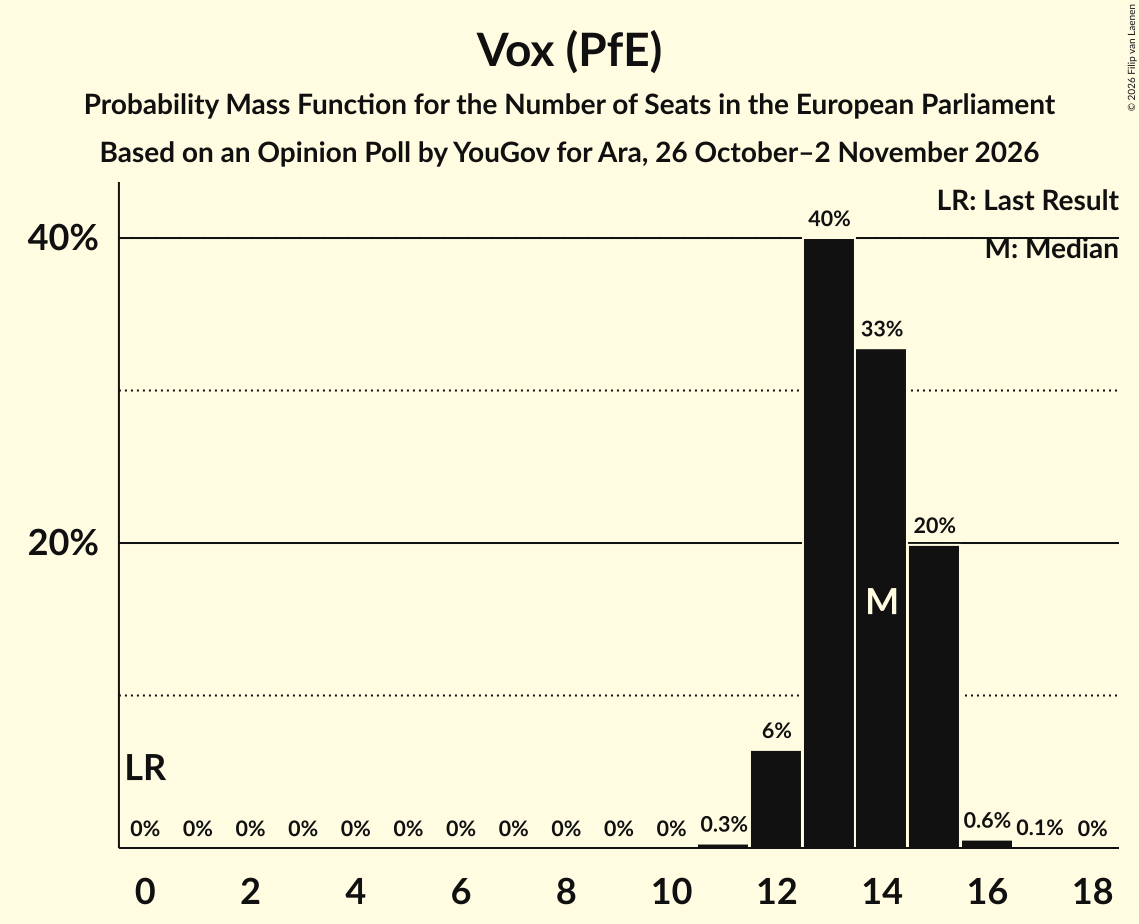 Vox (PfE)
Probability Mass Function for the Number of Seats in the European Parliament
Based on an Opinion Poll by YouGov for Ara, 26 October–2 November 2026
© 2026 Filip van Laenen
LR: Last Result
M: Median
40%
20%
40%
33%
20%
6%
0.3%
0.6%
0.1%
0%
M
LR
0% 0% 0% 0% 0% 0% 0% 0% 0% 0% 0%
0 2 4 6 8 10 12 14 16 18